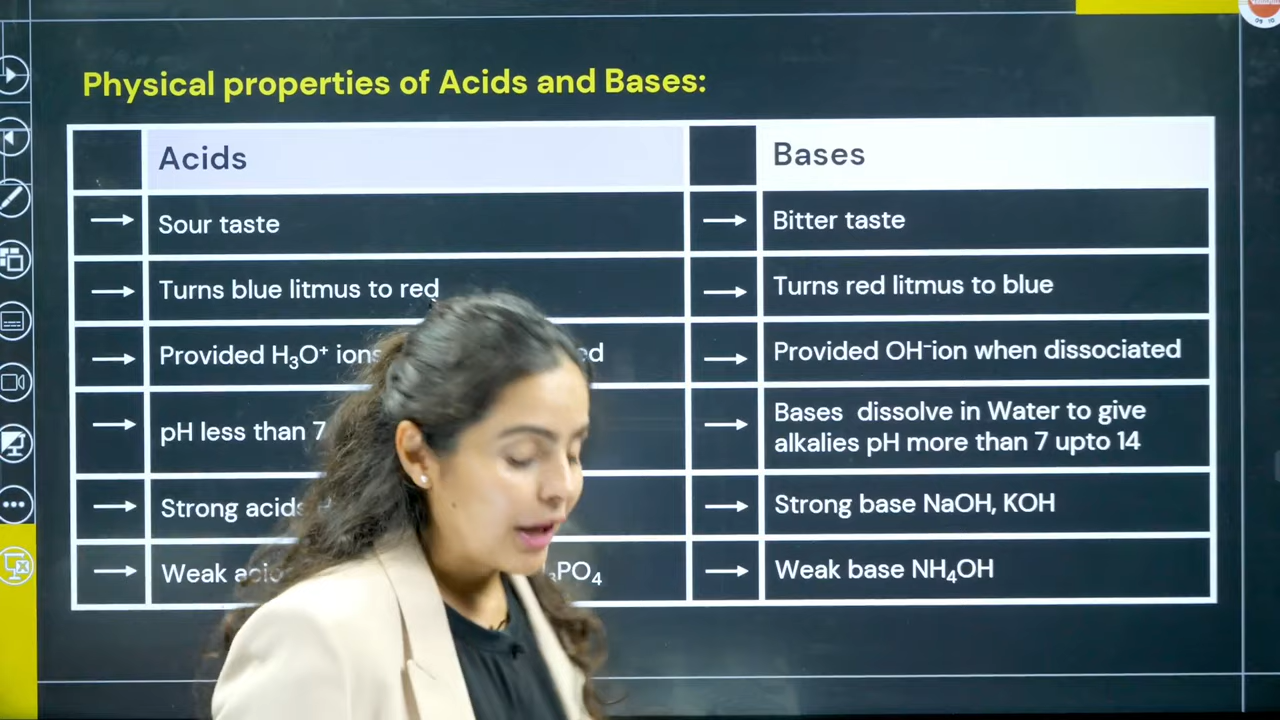 Physical properties of Acids and Bases:
Acids
Bases
Sour taste
Bitter taste
Turns blue litmus to red
Turns red litmus to blue
Provided H₃O⁺ ions
Provided OH⁻ion when dissociated
pH less than 7
Bases dissolve in Water to give
alkalies pH more than 7 upto 14
Strong acids
Strong base NaOH, KOH
Weak PO₄
Weak base NH₄OH